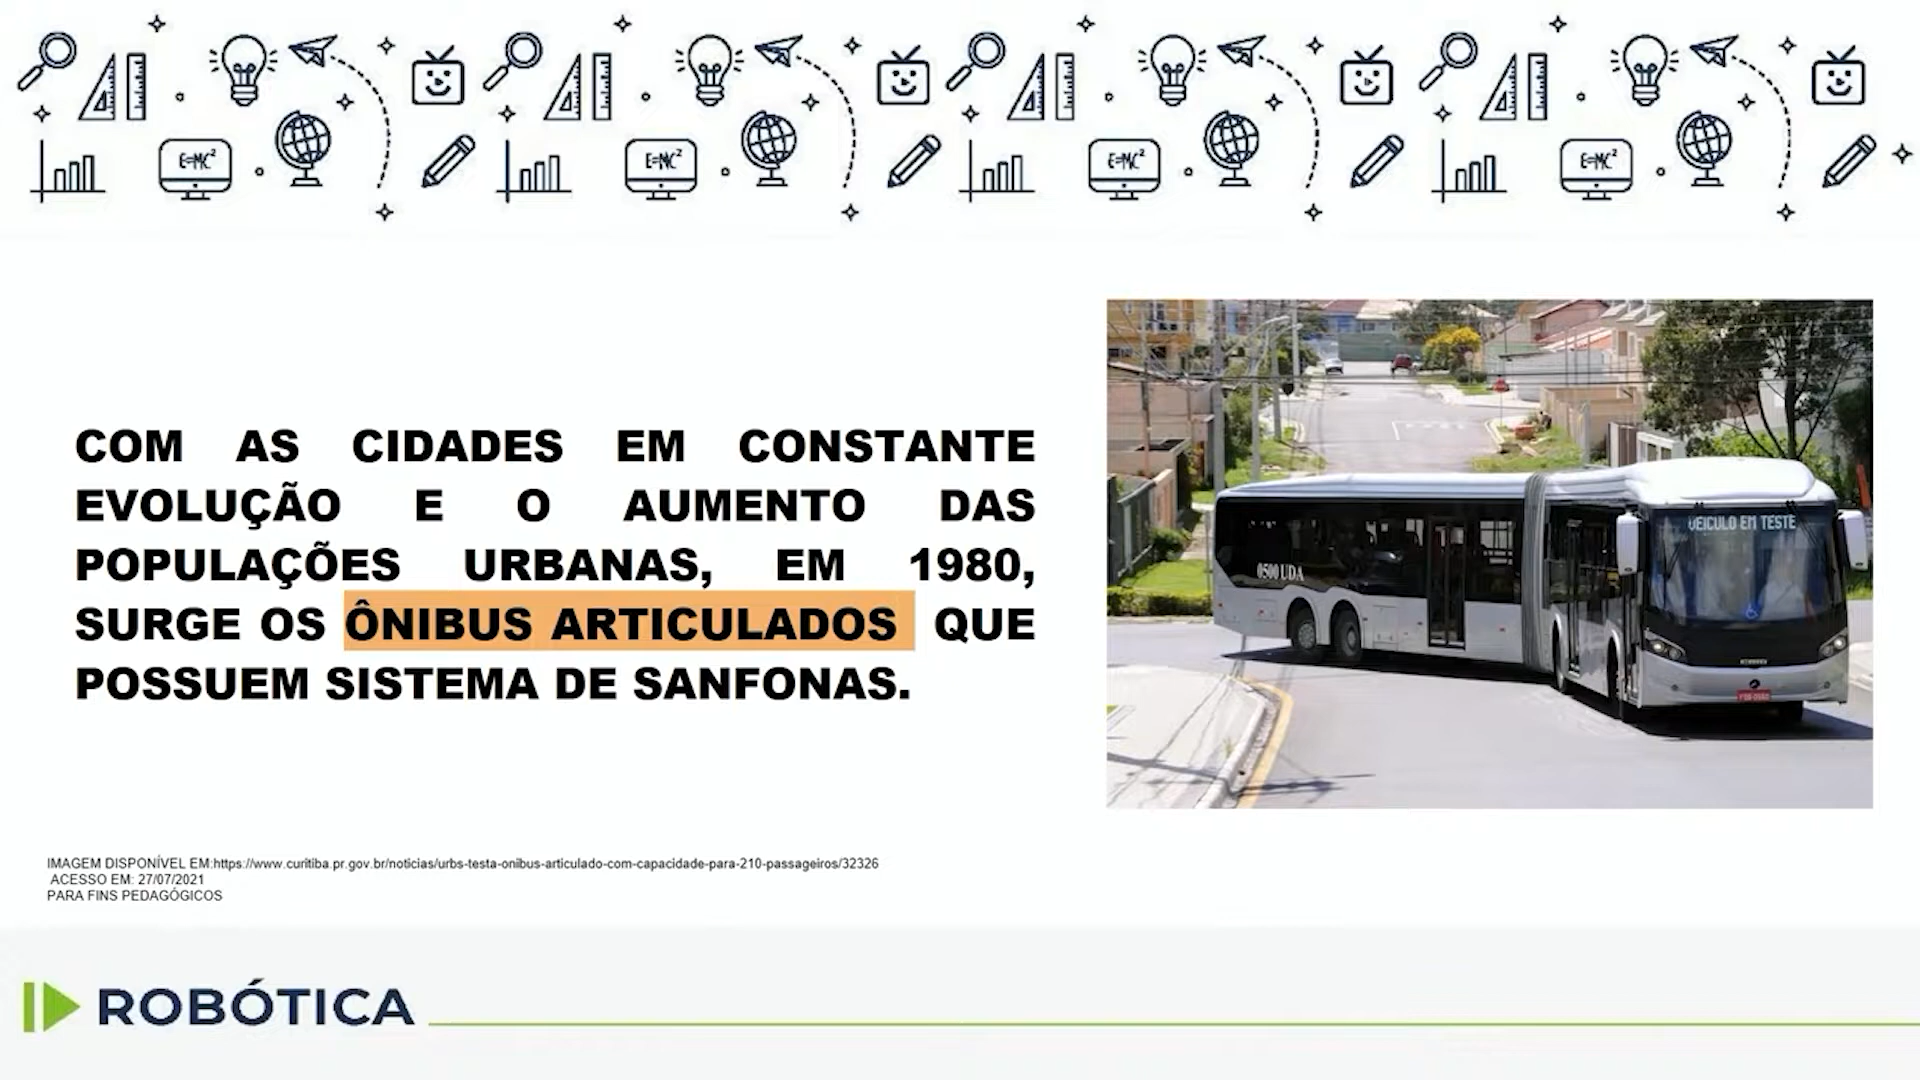 E=MC² E=MC² E=MC² E=MC²
COM AS CIDADES EM CONSTANTE
EVOLUÇÃO E O AUMENTO DAS
POPULAÇÕES URBANAS, EM 1980,
SURGE OS ÔNIBUS ARTICULADOS QUE
POSSUEM SISTEMA DE SANFONAS.
VEICULO EM TESTE
0500 UDA
IMAGEM DISPONÍVEL EM:https://www.curitiba.pr.gov.br/noticias/urbs-testa-onibus-articulado-com-capacidade-para-210-passageiros/32326
ACESSO EM: 27/07/2021
PARA FINS PEDAGÓGICOS
ROBÓTICA